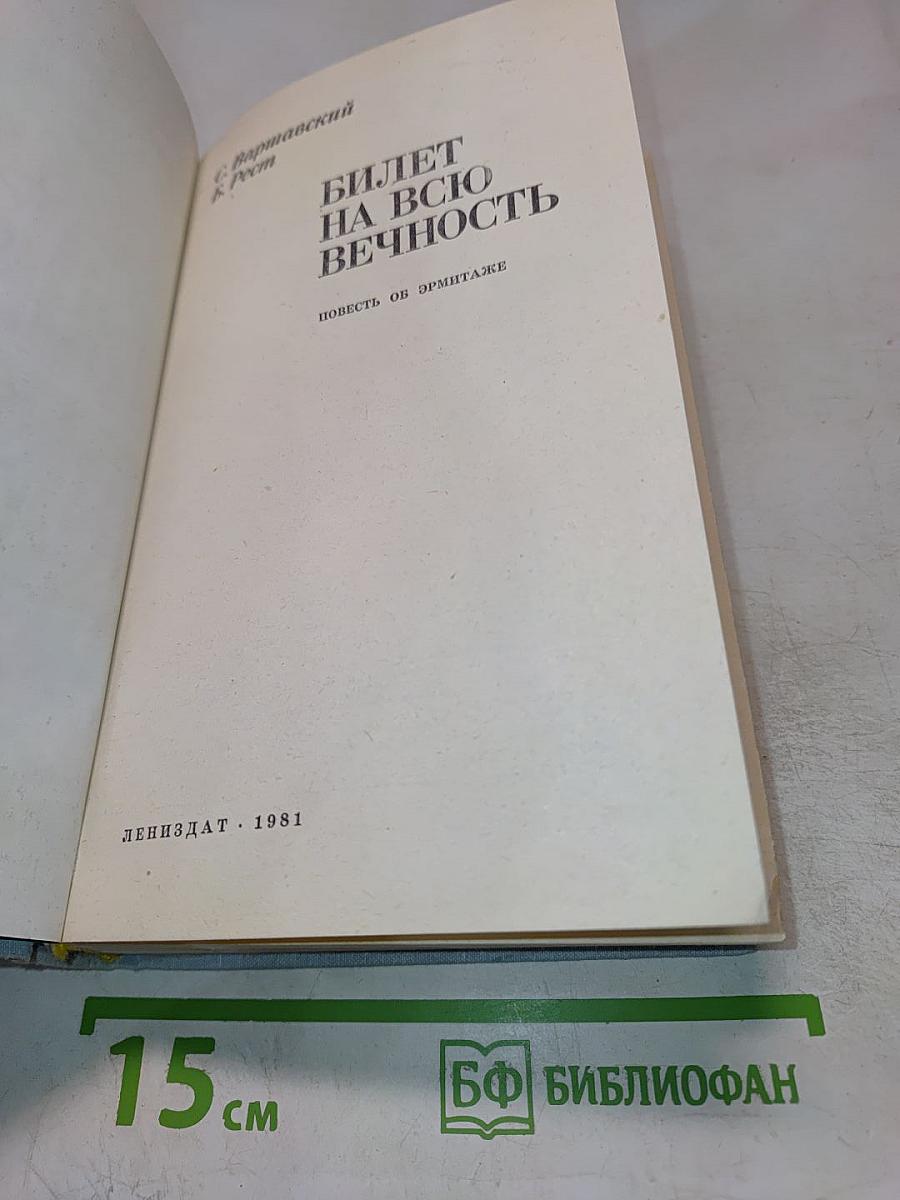 С. Варшавский
Б. Рест
БИЛЕТ
НА ВСЮ
ВЕЧНОСТЬ
ПОВЕСТЬ ОБ ЭРМИТАЖЕ
ЛЕНИЗДАТ · 1981
15 см
БФ БИБЛИОФАН